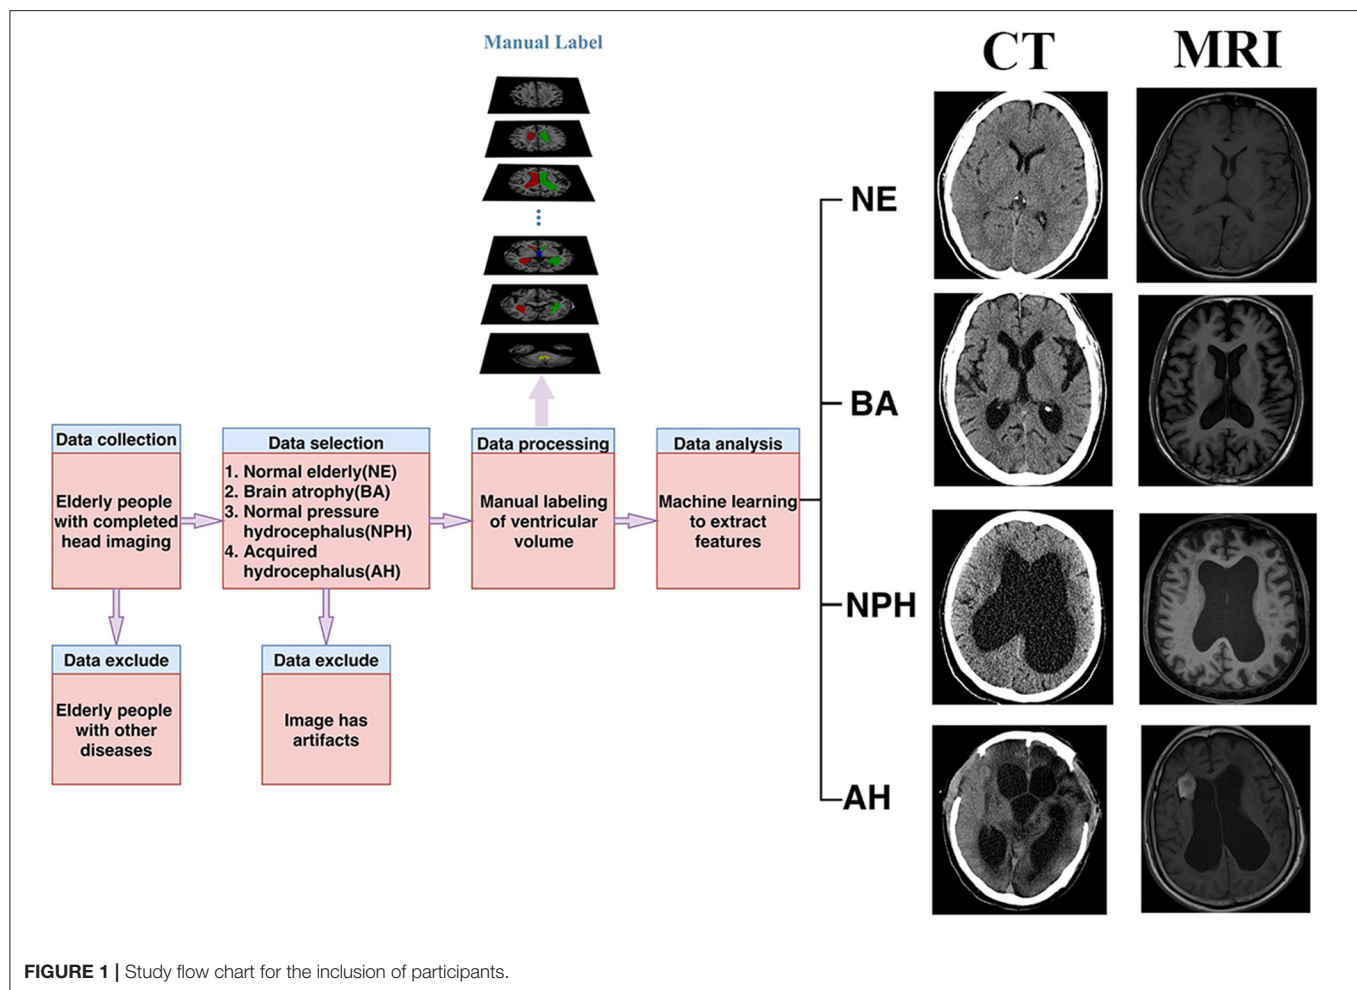 Manual Label
CT
MRI
NE
BA
NPH
AH
Data collection
Elderly people
with completed
head imaging
Data selection
1. Normal elderly(NE)
2. Brain atrophy(BA)
3. Normal pressure
hydrocephalus(NPH)
4. Acquired
hydrocephalus(AH)
Data processing
Manual labeling
of ventricular
volume
Data analysis
Machine learning
to extract
features
Data exclude
Elderly people
with other
diseases
Data exclude
Image has
artifacts
FIGURE 1 | Study flow chart for the inclusion of participants.